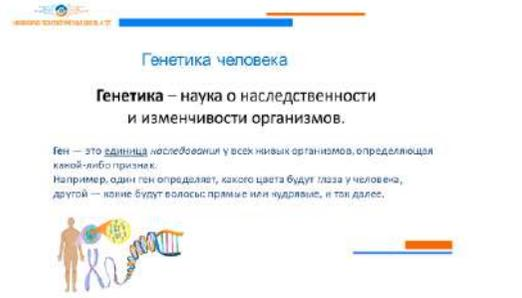 Генетика человека
Генетика – наука о наследственности
и изменчивости организмов.
Ген — это единица наследования у всех живых организмов, определяющая
какой-либо признак.
Например, один ген определяет, какого цвета будут глаза у человека,
другой — какие будут волосы: прямые или кудрявые, и так далее.